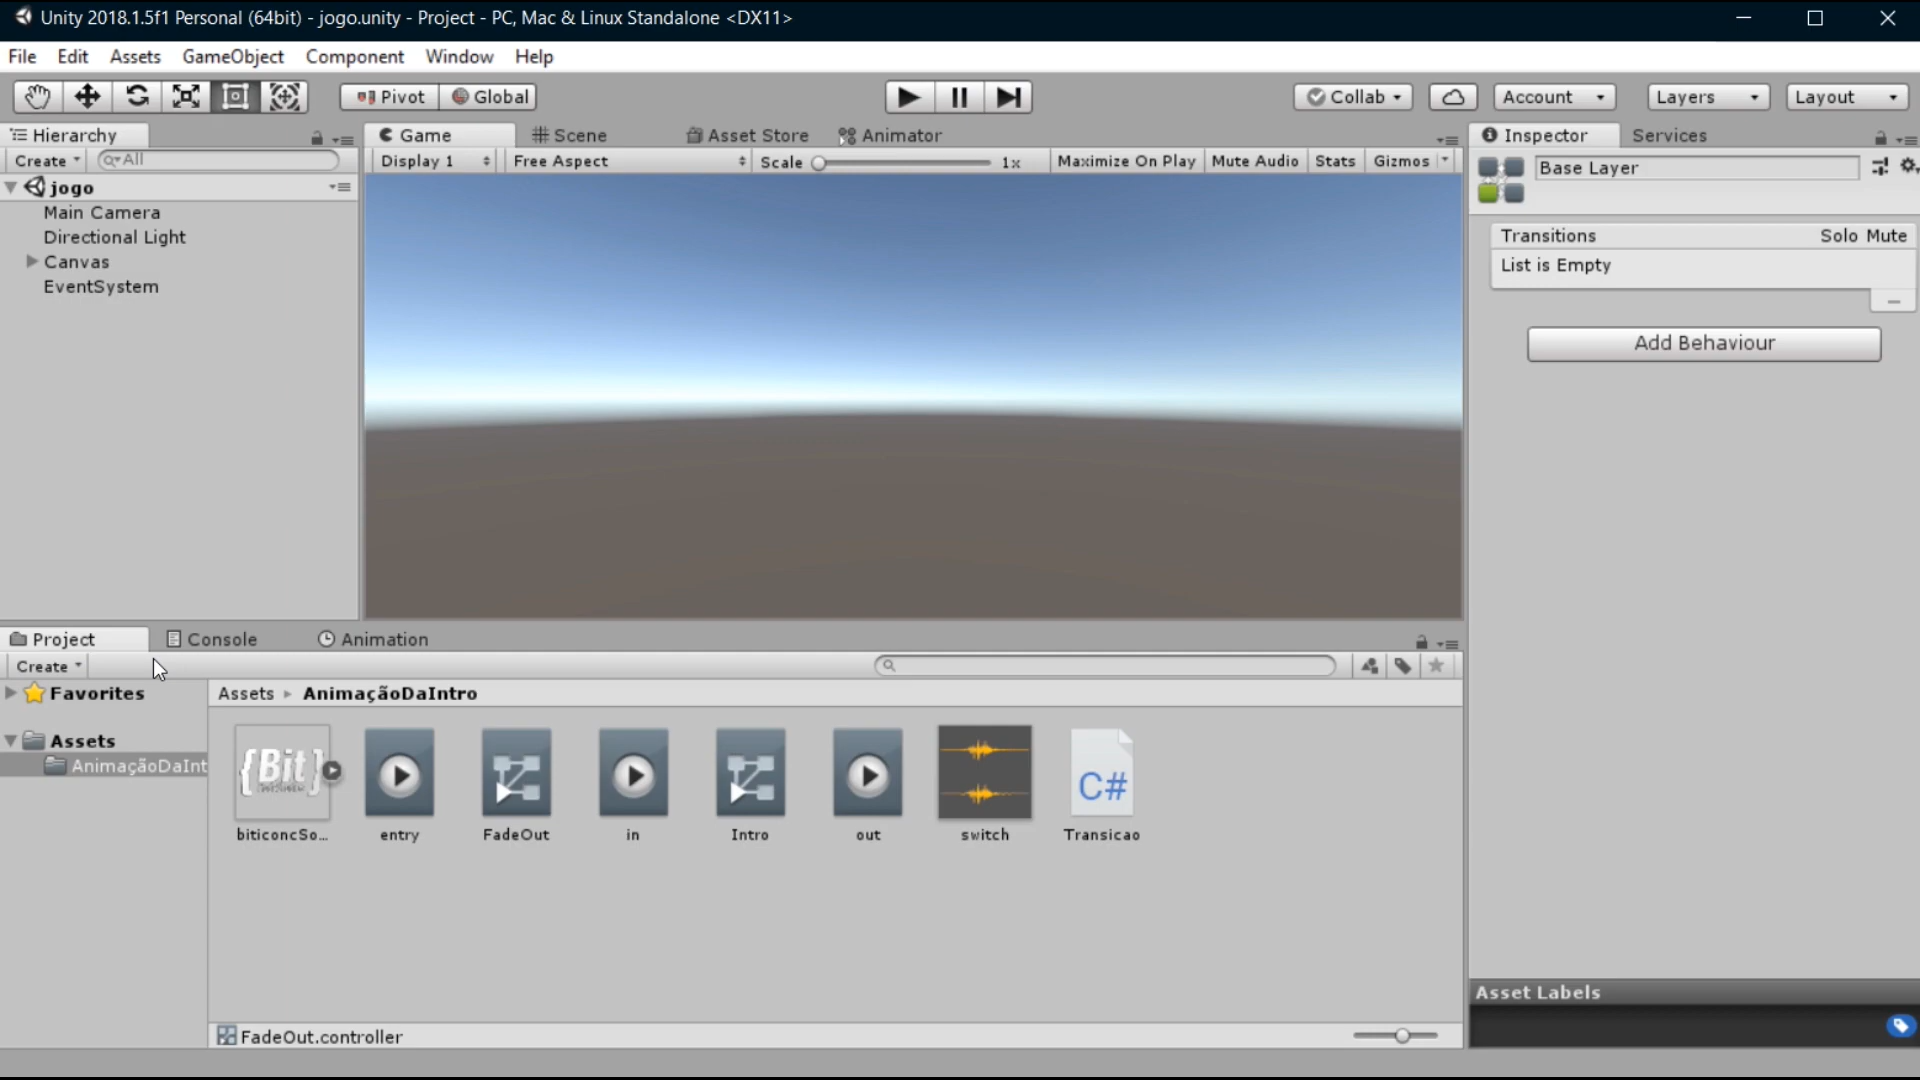 Unity 2018.1.5f1 Personal (64bit) - jogo.unity - Project - PC, Mac & Linux Standalone <DX11>
File Edit Assets GameObject Component Window Help
Pivot Global Collab Account Layers Layout
Hierarchy Game Scene Asset Store Animator Inspector Services
Create All Display 1 Free Aspect Scale 1x Maximize On Play Mute Audio Stats Gizmos Base Layer
jogo
Main Camera
Directional Light
Canvas
EventSystem
Transitions Solo Mute
List is Empty
Add Behaviour
Project Console Animation
Create
Favorites Assets AnimaçãoDaIntro
Assets
AnimaçãoDaInt
{Bit}
C#
biticoncSo... entry FadeOut in Intro out switch Transicao
Asset Labels
FadeOut.controller